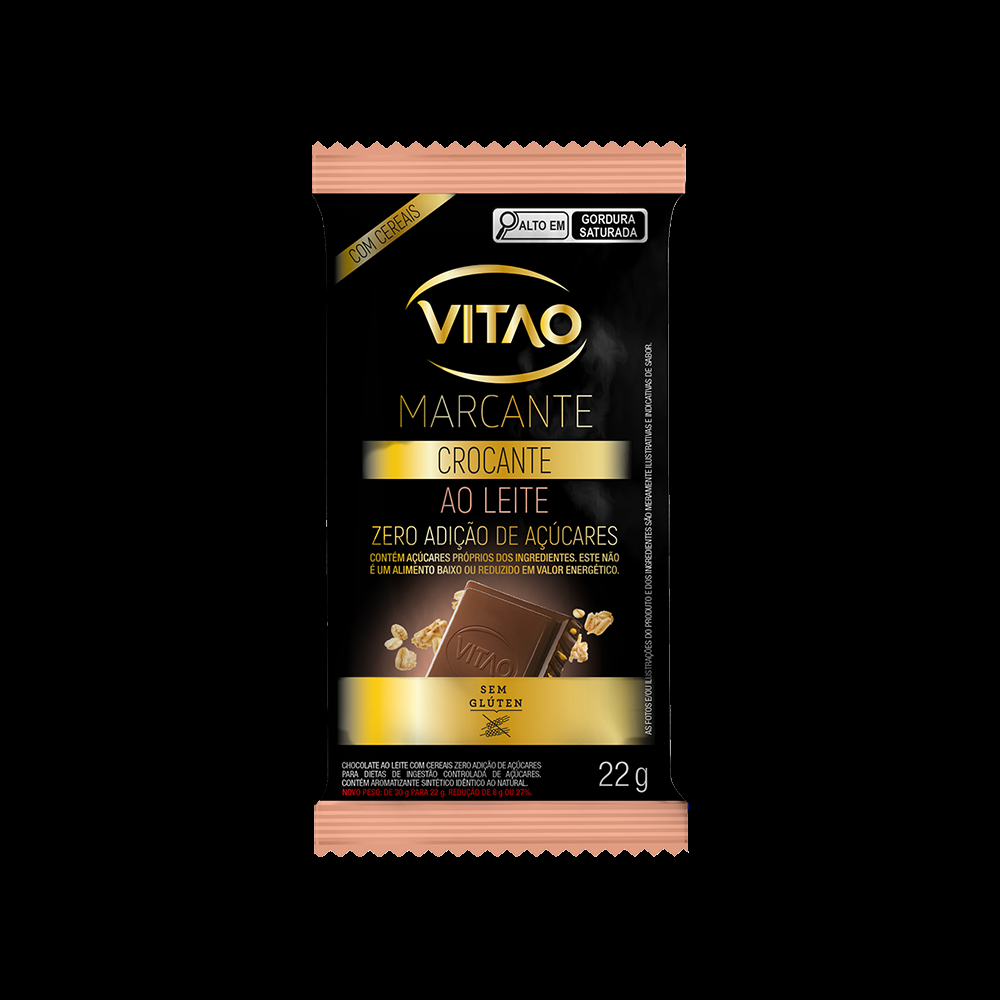 COM CEREAIS
ALTO EM
GORDURA
SATURADA
VITAO
MARCANTE
CROCANTE
AO LEITE
ZERO ADIÇÃO DE AÇÚCARES
CONTÉM AÇÚCARES PRÓPRIOS DOS INGREDIENTES. ESTE NÃO
É UM ALIMENTO BAIXO OU REDUZIDO EM VALOR ENERGÉTICO.
VITAO
SEM
GLÚTEN
CHOCOLATE AO LEITE COM CEREAIS ZERO ADIÇÃO DE AÇÚCARES
PARA DIETAS DE INGESTÃO CONTROLADA DE AÇÚCARES.
CONTÉM AROMATIZANTE SINTÉTICO IDÊNTICO AO NATURAL.
NOVO PESO: DE 30 g PARA 22 g. REDUÇÃO DE 8 g OU 27%.
22 g
AS FOTOS E/OU ILUSTRAÇÕES DO PRODUTO E DOS INGREDIENTES SÃO MERAMENTE ILUSTRATIVAS E INDICATIVAS DE SABOR.